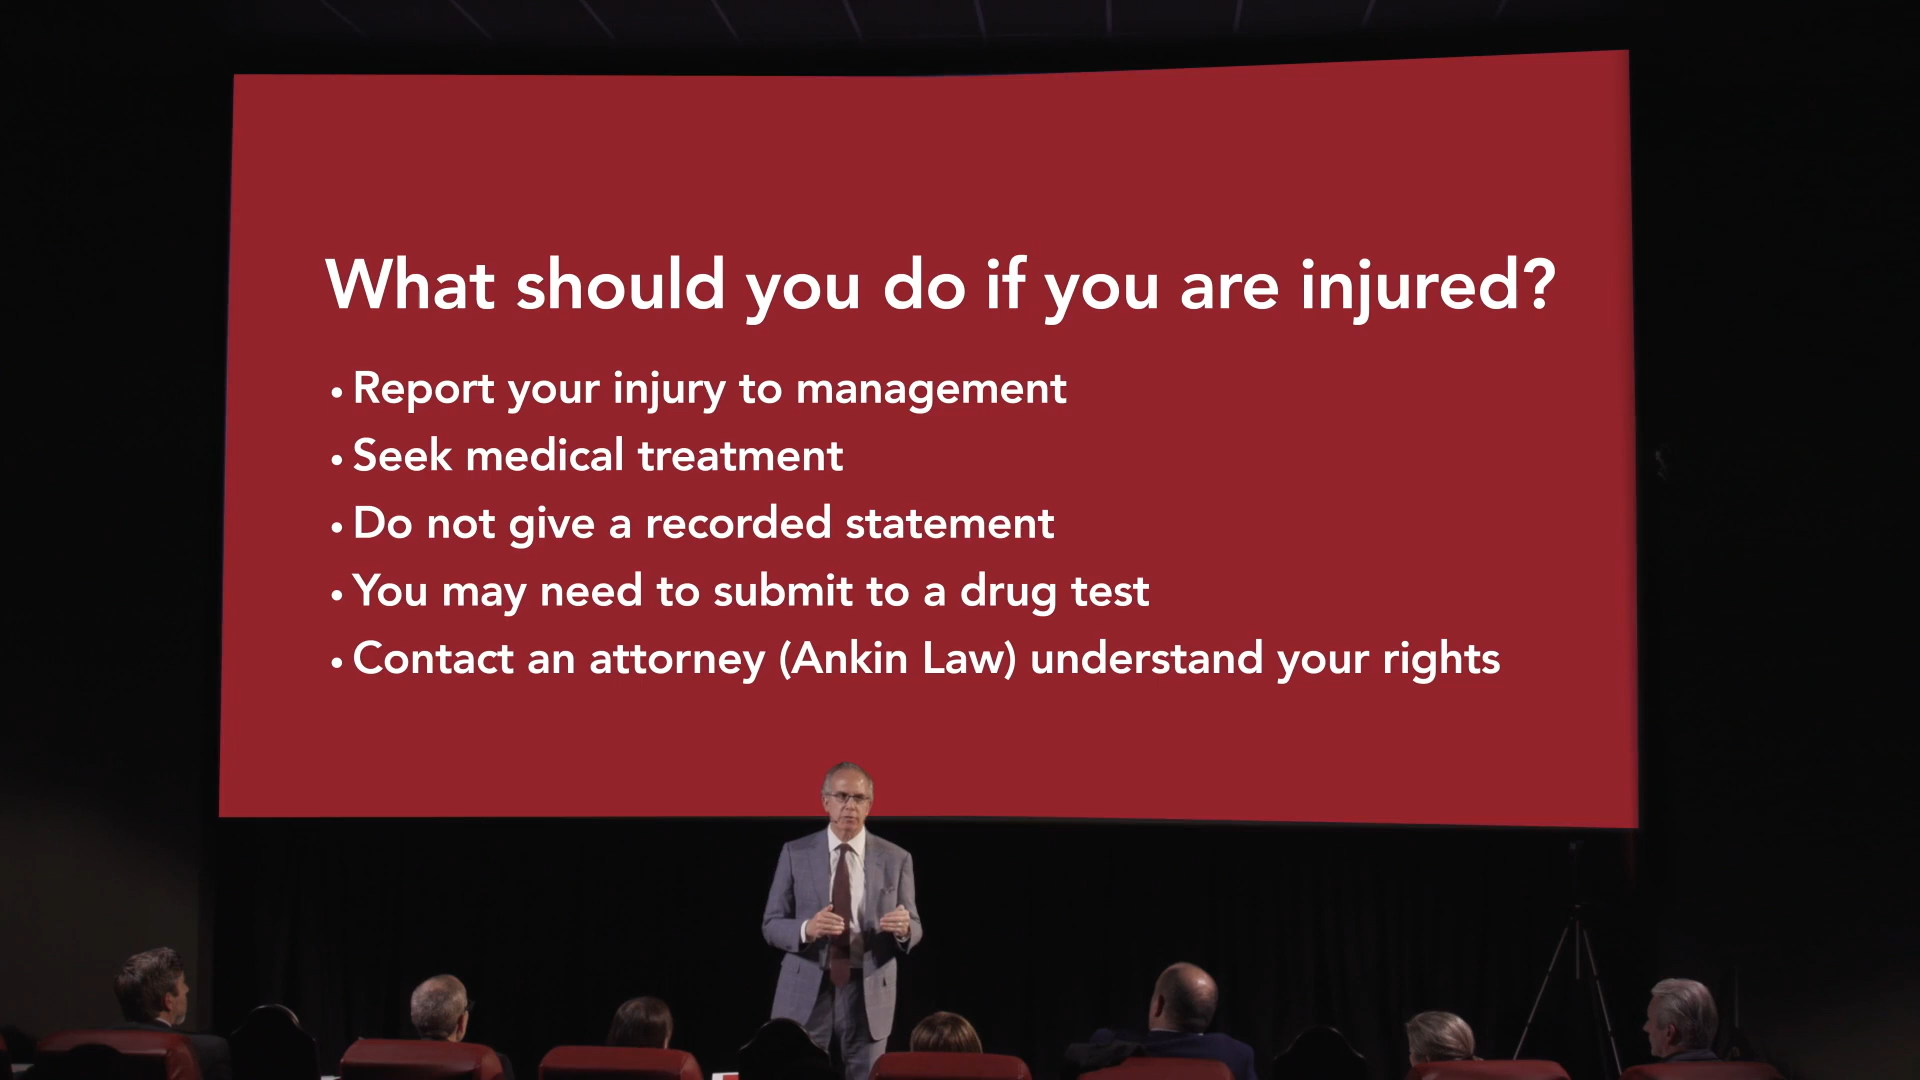 What should you do if you are injured?
• Report your injury to management
• Seek medical treatment
• Do not give a recorded statement
• You may need to submit to a drug test
• Contact an attorney (Ankin Law) understand your rights